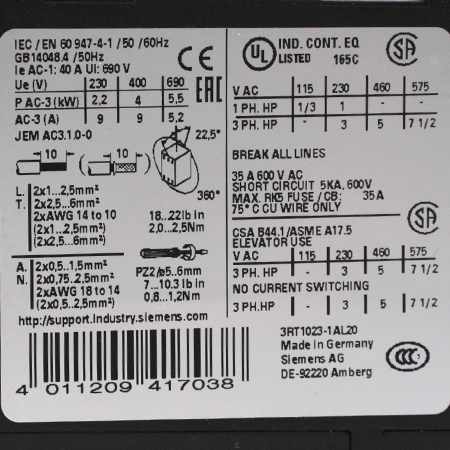 IEC / EN 60 947-4-1 / 50 / 60Hz
GB14048.4 /50Hz
Ie AC-1: 40 A Ui: 690 V
Ue (V) 230 400 690
P AC-3 (kW) 2,2 4 5,5
AC-3 (A) 9 9 5,2
JEM AC3.1.0-0
CE
EAC
22,5°
360°
10 10
L. 2x1...2,5mm²
T. 2x2,5...6mm²
2xAWG 14 to 10 18...22lb in
(2x1...2,5mm²) 2,0...2,5Nm
(2x2,5...6mm²)
A. 2x0,5...1,5mm²
N. 2x0,75...2,5mm² PZ2/ø5..6mm
2xAWG 18 to 14 7...10.3lb in
(2x0,5...2,5mm²) 0,8...1,2Nm
http://support.industry.siemens.com
4 011209 417038
UL IND. CONT. EQ
LISTED 165C
SA
V AC 115 230 460 575
1 PH. HP 1/3 1 - -
3 PH. HP - 3 5 7 1/2
BREAK ALL LINES
35 A 600 V AC
SHORT CIRCUIT 5KA, 600V
MAX. RK5 FUSE / CB: 35A
75°C CU WIRE ONLY
SA
CSA B44.1/ASME A17.5
ELEVATOR USE
V AC 115 230 460 575
3 PH.HP - 3 5 7 1/2
NO CURRENT SWITCHING
3 PH.HP - 3 5 7 1/2
3RT1023-1AL20
Made in Germany
Siemens AG
DE-92220 Amberg
CCC